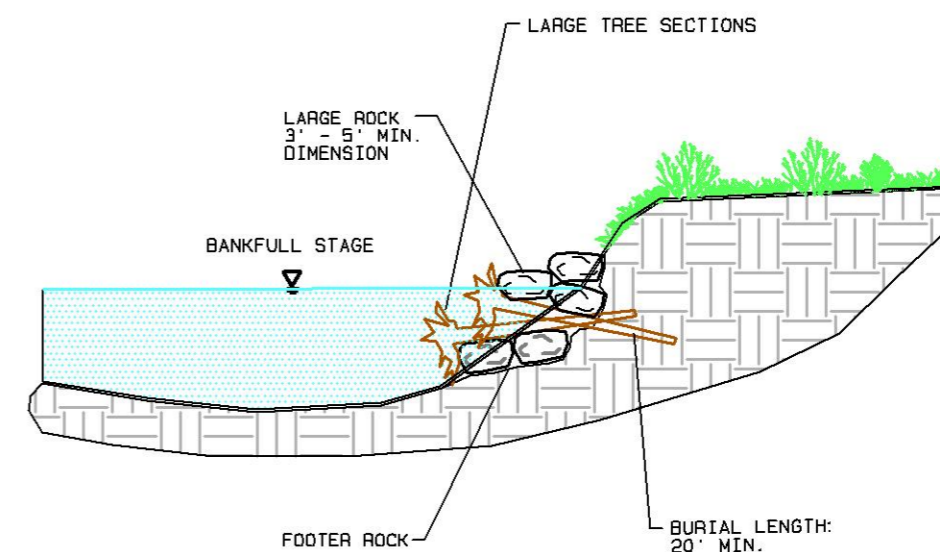 LARGE TREE SECTIONS
LARGE ROCK
3' - 5' MIN.
DIMENSION
BANKFULL STAGE
FOOTER ROCK
BURIAL LENGTH:
20' MIN.